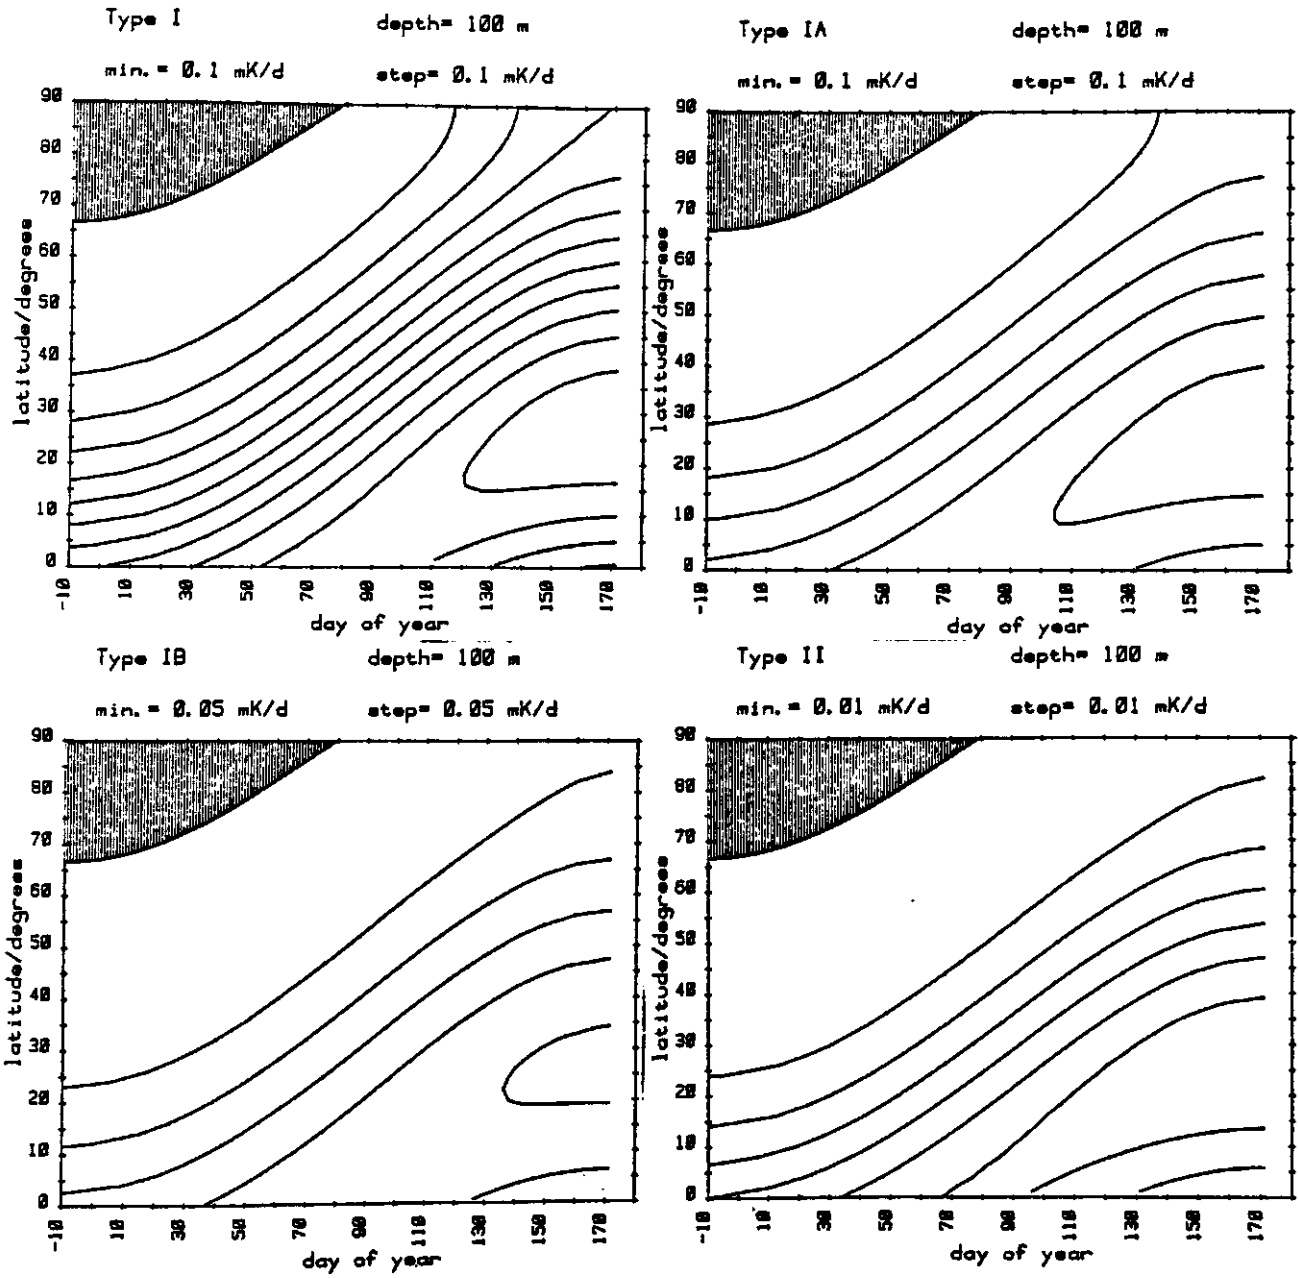 Type I depth= 100 m
min. = 0.1 mK/d step= 0.1 mK/d
90
80
70
60
50
40
30
20
10
0
latitude/degrees
-10 10 30 50 70 90 110 130 150 170
day of year
Type IA depth= 100 m
min. = 0.1 mK/d step= 0.1 mK/d
90
80
70
60
50
40
30
20
10
0
latitude/degrees
-10 10 30 50 70 90 110 130 150 170
day of year
Type IB depth= 100 m
min. = 0.05 mK/d step= 0.05 mK/d
90
80
70
60
50
40
30
20
10
0
latitude/degrees
-10 10 30 50 70 90 110 130 150 170
day of year
Type II depth= 100 m
min. = 0.01 mK/d step= 0.01 mK/d
90
80
70
60
50
40
30
20
10
0
latitude/degrees
-10 10 30 50 70 90 110 130 150 170
day of year